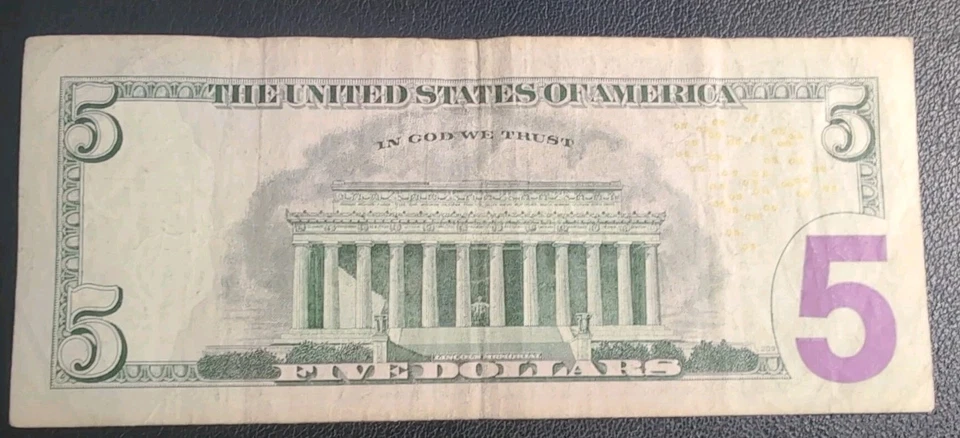 5 THE UNITED STATES OF AMERICA 5
IN GOD WE TRUST
LINCOLN MEMORIAL
5 FIVE DOLLARS 5